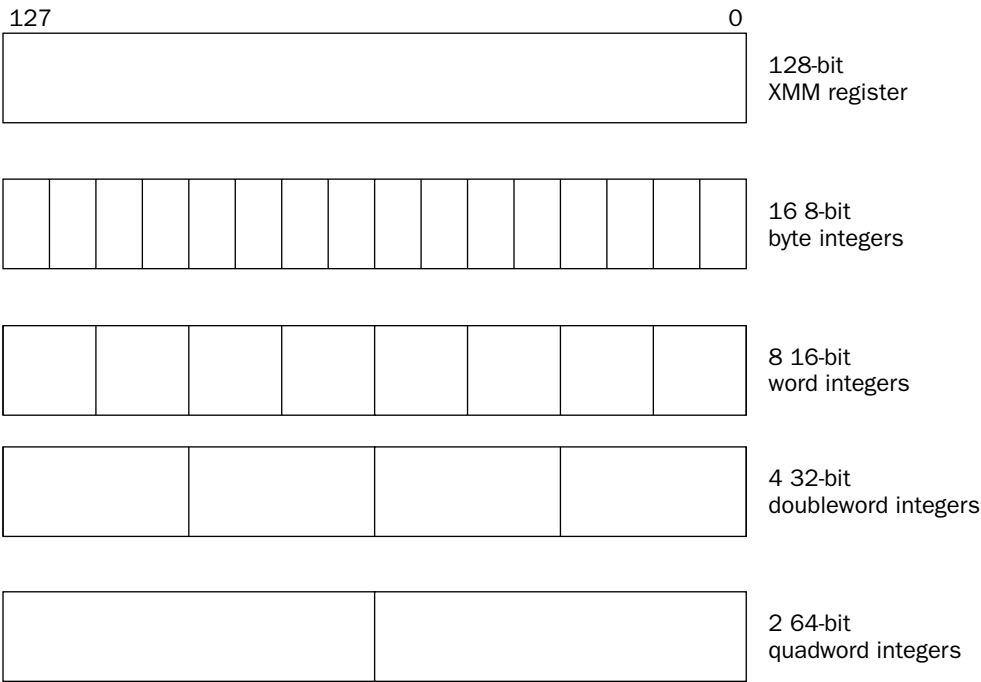 127 0
128-bit
XMM register
16 8-bit
byte integers
8 16-bit
word integers
4 32-bit
doubleword integers
2 64-bit
quadword integers